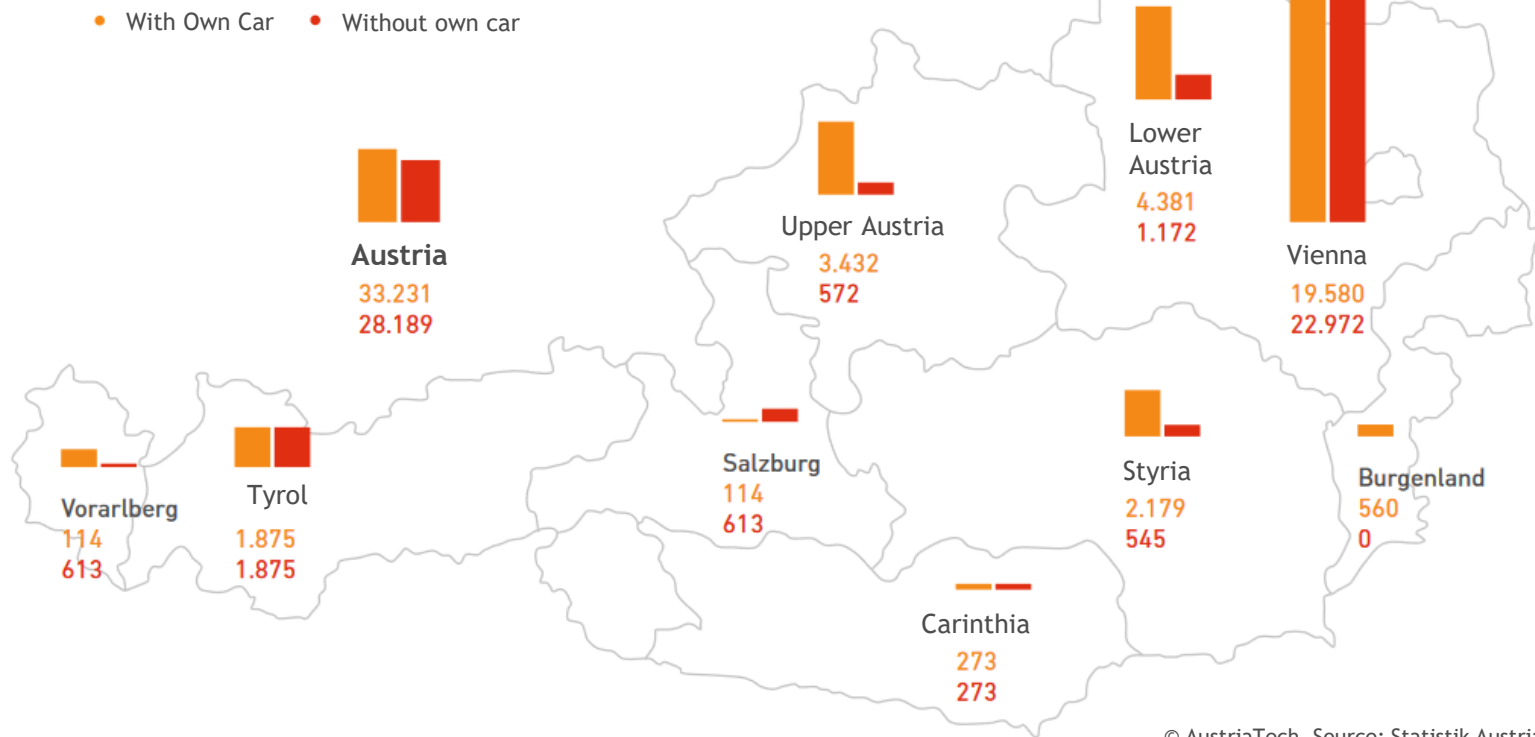 With Own Car
Without own car
Lower
Austria
4.381
1.172
Upper Austria
3.432
572
Vienna
19.580
22.972
Austria
33.231
28.189
Vorarlberg
114
613
Tyrol
1.875
1.875
Salzburg
114
613
Styria
2.179
545
Burgenland
560
0
Carinthia
273
273
© AustriaTech, Source: Statistik